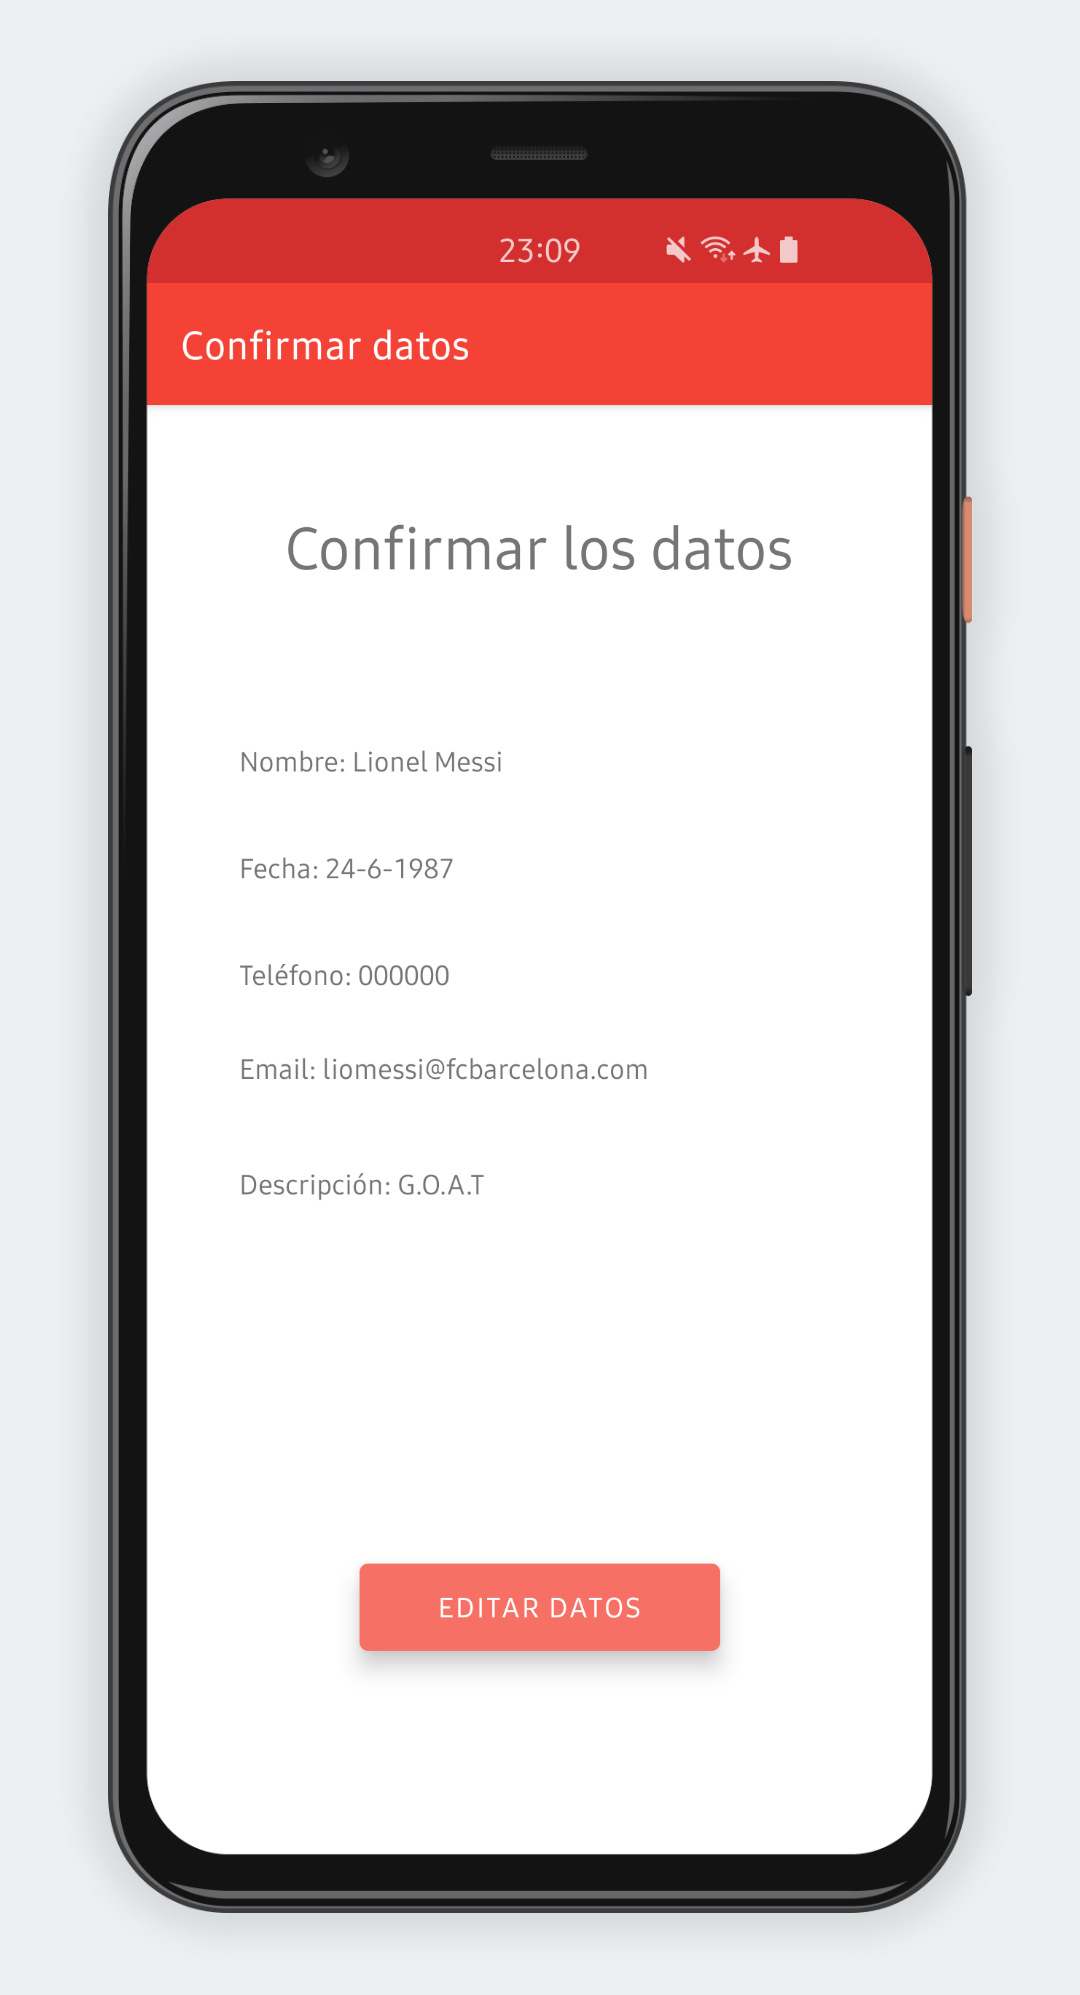 23:09
Confirmar datos
Confirmar los datos
Nombre: Lionel Messi
Fecha: 24-6-1987
Teléfono: 000000
Email: liomessi@fcbarcelona.com
Descripción: G.O.A.T
EDITAR DATOS